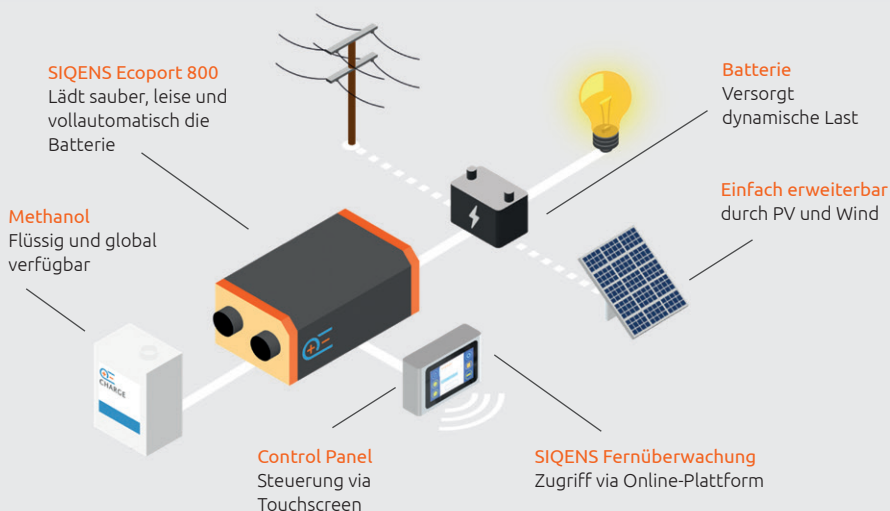 SIQENS Ecoport 800
Lädt sauber, leise und
vollautomatisch die
Batterie
Batterie
Versorgt
dynamische Last
Methanol
Flüssig und global
verfügbar
Einfach erweiterbar
durch PV und Wind
CHARGE
Control Panel
Steuerung via
Touchscreen
SIQENS Fernüberwachung
Zugriff via Online-Plattform